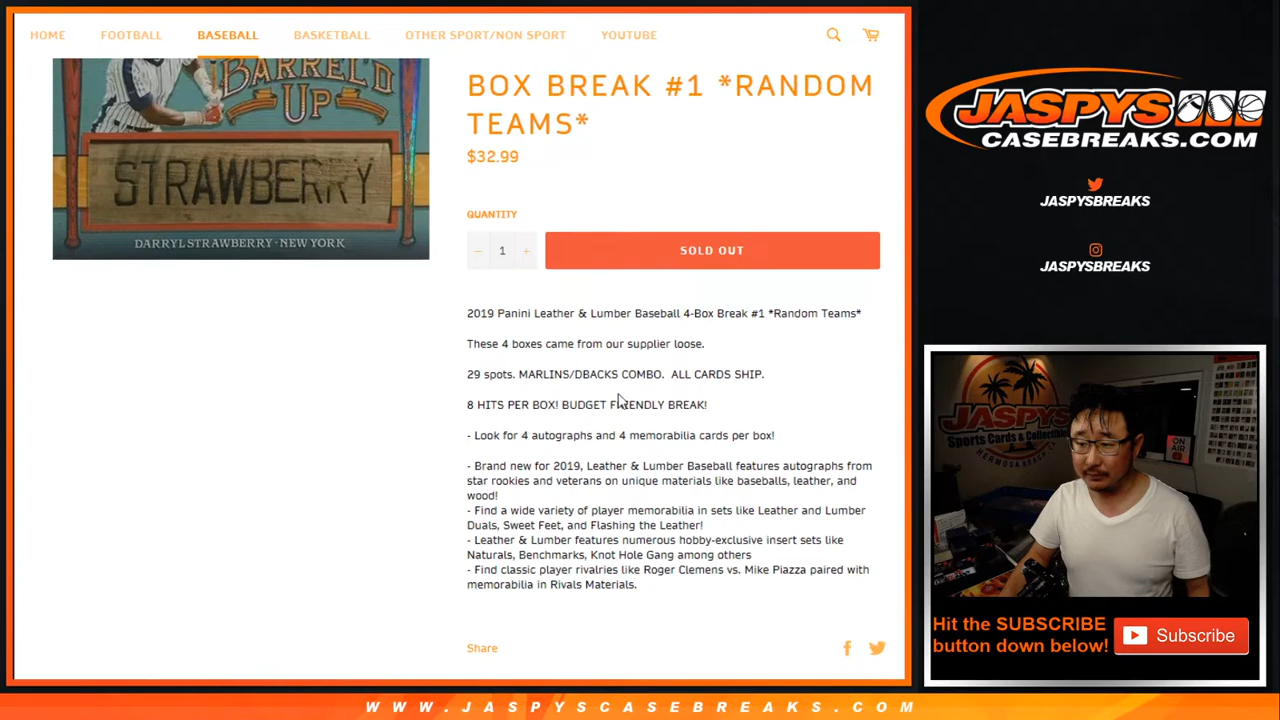 HOME FOOTBALL BASEBALL BASKETBALL OTHER SPORT/NON SPORT YOUTUBE
BARREL'D
UP
STRAWBERRY
DARRYL STRAWBERRY • NEW YORK
BOX BREAK #1 *RANDOM
TEAMS*
$32.99
QUANTITY
− 1 +
SOLD OUT
2019 Panini Leather & Lumber Baseball 4-Box Break #1 *Random Teams*
These 4 boxes came from our supplier loose.
29 spots. MARLINS/DBACKS COMBO. ALL CARDS SHIP.
8 HITS PER BOX! BUDGET FRIENDLY BREAK!
- Look for 4 autographs and 4 memorabilia cards per box!
- Brand new for 2019, Leather & Lumber Baseball features autographs from
star rookies and veterans on unique materials like baseballs, leather, and
wood!
- Find a wide variety of player memorabilia in sets like Leather and Lumber
Duals, Sweet Feet, and Flashing the Leather!
- Leather & Lumber features numerous hobby-exclusive insert sets like
Naturals, Benchmarks, Knot Hole Gang among others
- Find classic player rivalries like Roger Clemens vs. Mike Piazza paired with
memorabilia in Rivals Materials.
Share
JASPYS
CASEBREAKS.COM
JASPYSBREAKS
JASPYSBREAKS
JASPYS
Sports Cards & Collectibles
HERMOSA BEACH,
ON
AIR
Hit the SUBSCRIBE
button down below!
Subscribe
WWW.JASPYSCASEBREAKS.COM